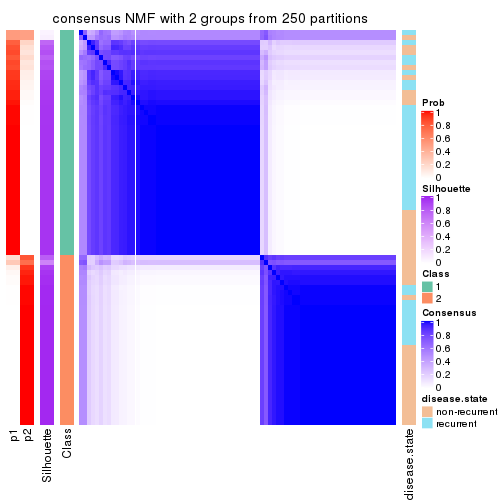 consensus NMF with 2 groups from 250 partitions
Prob
1
0.8
0.6
0.4
0.2
0
Silhouette
1
0.8
0.6
0.4
0.2
0
Class
1
2
Consensus
1
0.8
0.6
0.4
0.2
0
disease.state
non-recurrent
recurrent
p1
p2
Silhouette
Class
disease.state